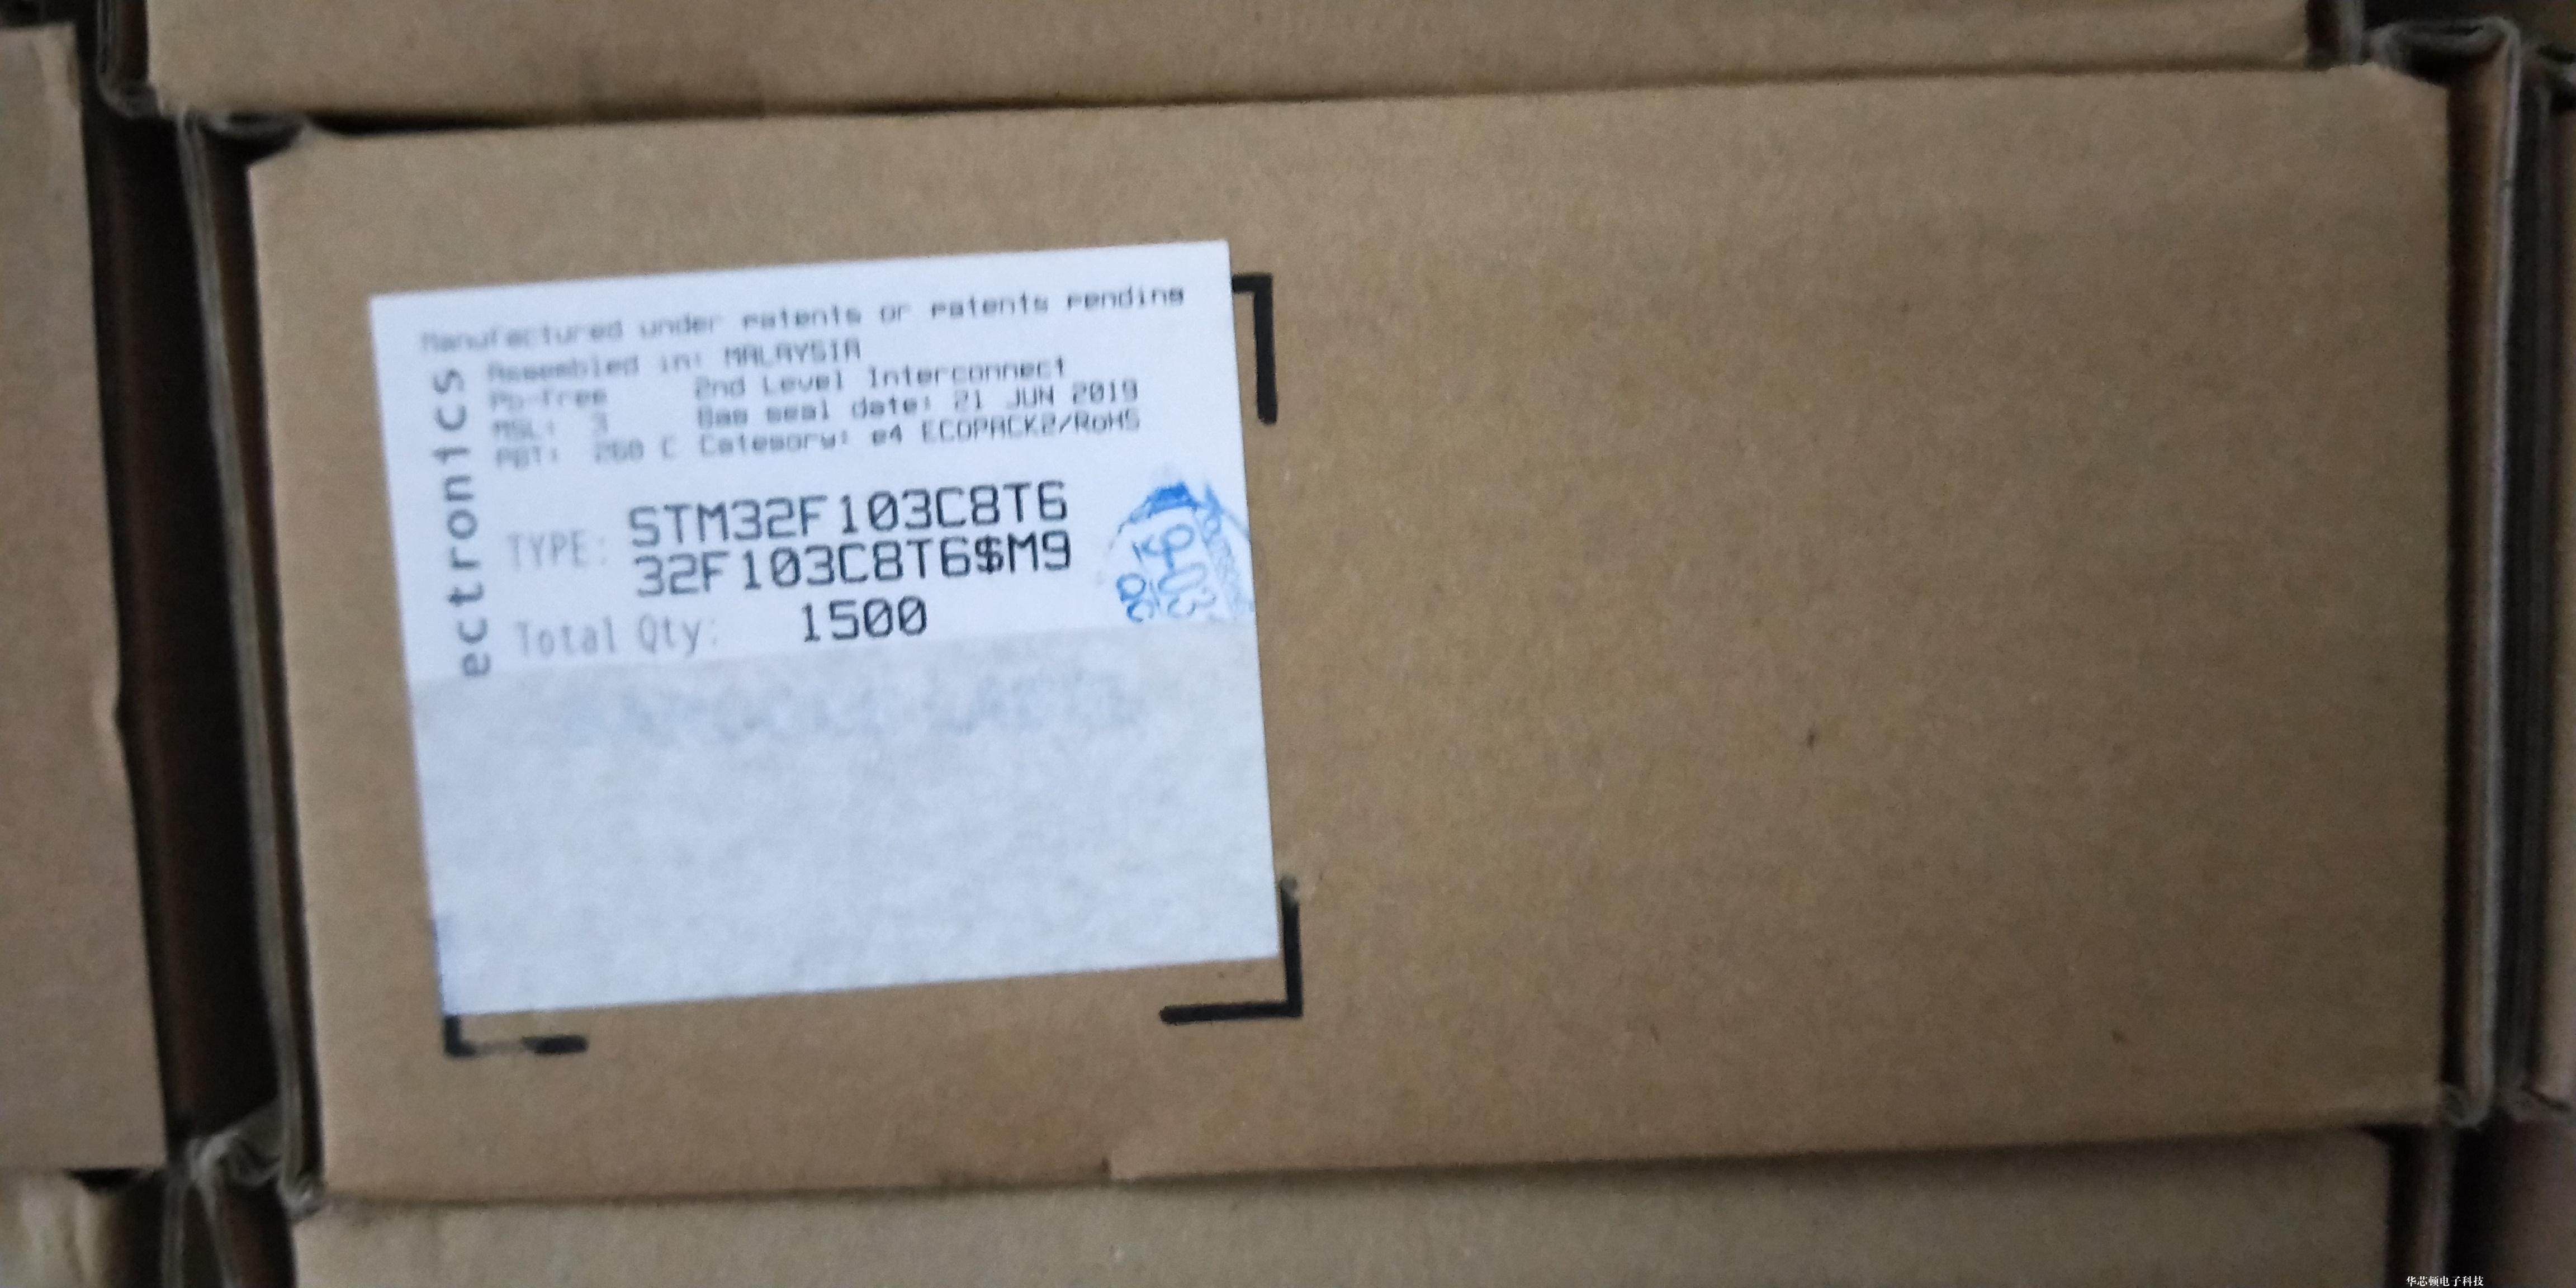 Manufactured under patents or patents pending
Assembled in: MALAYSIA
Pb-free 2nd Level Interconnect
MSL: 3 Bag seal date: 21 JUN 2019
PBT: 260 C Category: e4 ECOPACK2/RoHS
ectronics
TYPE: STM32F103C8T6
32F103C8T6$M9
Total Qty: 1500
华芯顿电子科技